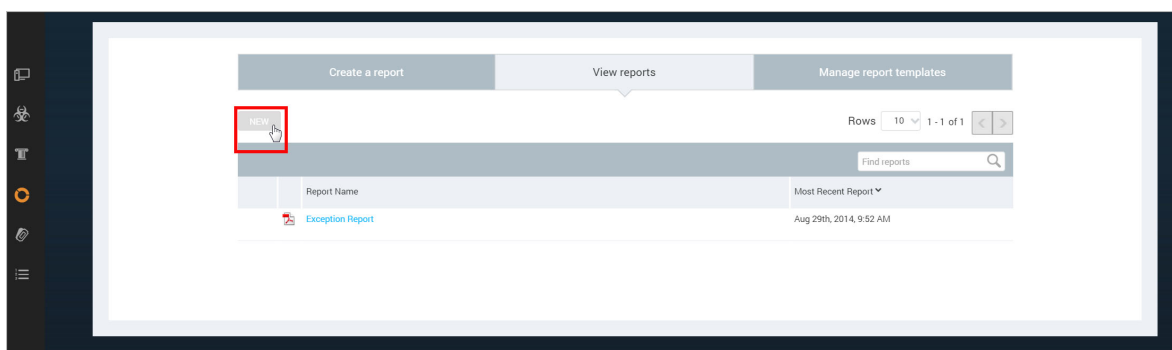 Create a report View reports Manage report templates
NEW Rows 10 1 - 1 of 1
Find reports
Report Name Most Recent Report
Exception Report Aug 29th, 2014, 9:52 AM